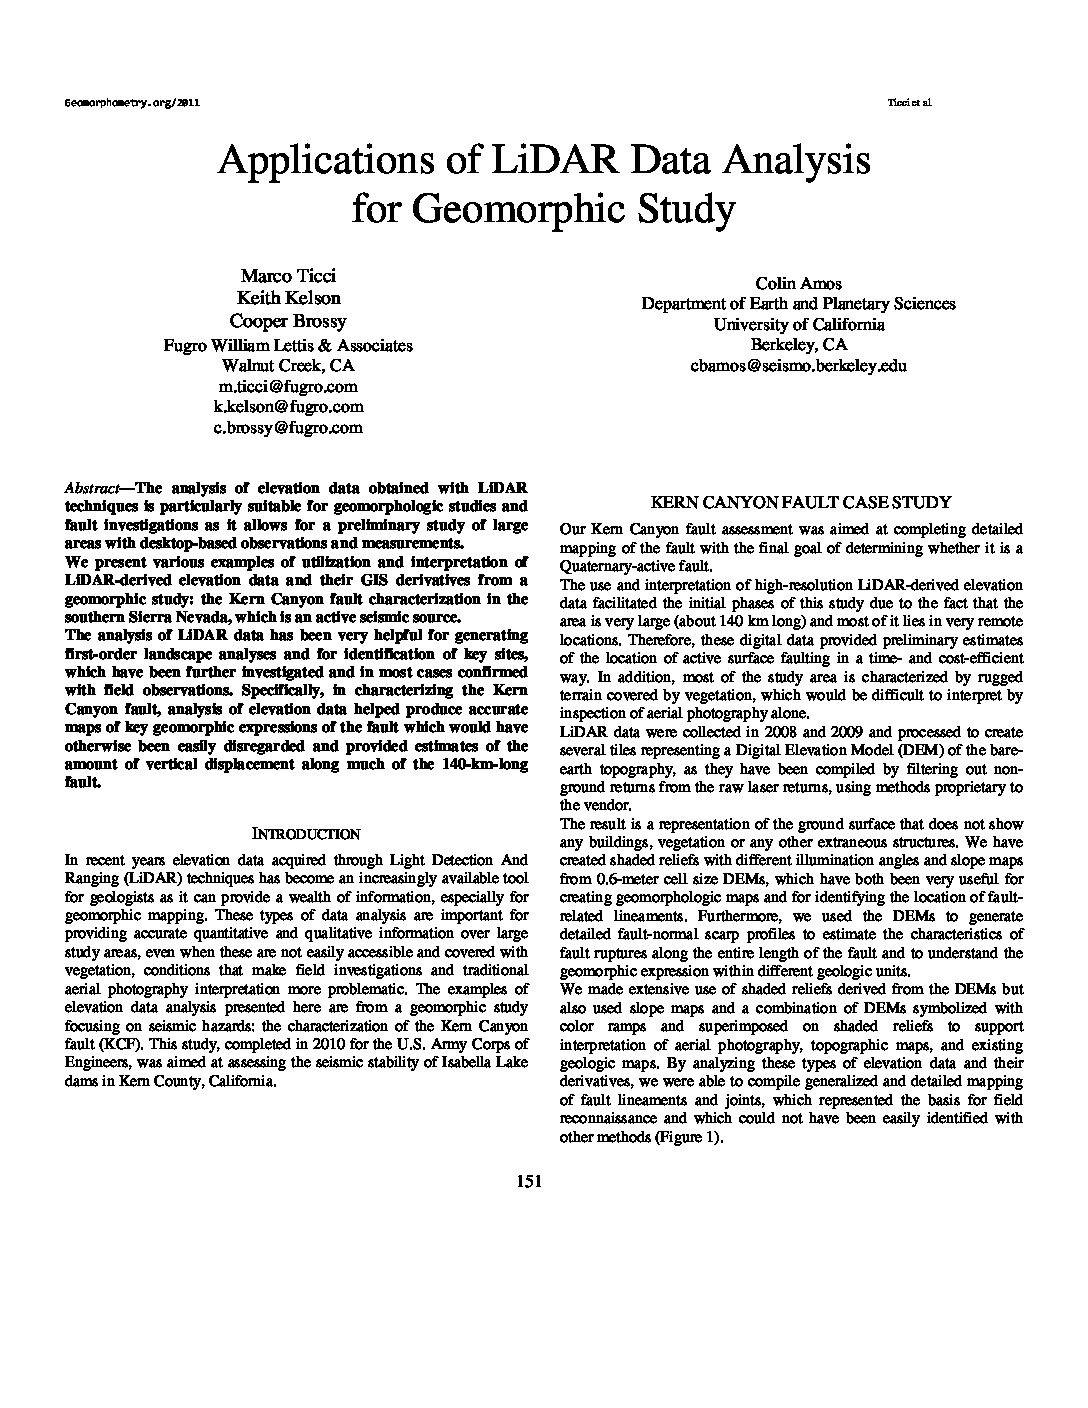 Geomorphometry.org/2011
Ticci et al
Applications of LiDAR Data Analysis
for Geomorphic Study
Marco Ticci
Keith Kelson
Cooper Brossy
Fugro William Lettis & Associates
Walnut Creek, CA
m.ticci@fugro.com
k.kelson@fugro.com
c.brossy@fugro.com
Colin Amos
Department of Earth and Planetary Sciences
University of California
Berkeley, CA
cbamos@seismo.berkeley.edu
Abstract—The analysis of elevation data obtained with LiDAR
techniques is particularly suitable for geomorphologic studies and
fault investigations as it allows for a preliminary study of large
areas with desktop-based observations and measurements.
We present various examples of utilization and interpretation of
LiDAR-derived elevation data and their GIS derivatives from a
geomorphic study: the Kern Canyon fault characterization in the
southern Sierra Nevada, which is an active seismic source.
The analysis of LiDAR data has been very helpful for generating
first-order landscape analyses and for identification of key sites,
which have been further investigated and in most cases confirmed
with field observations. Specifically, in characterizing the Kern
Canyon fault, analysis of elevation data helped produce accurate
maps of key geomorphic expressions of the fault which would have
otherwise been easily disregarded and provided estimates of the
amount of vertical displacement along much of the 140-km-long
fault.
INTRODUCTION
In recent years elevation data acquired through Light Detection And
Ranging (LiDAR) techniques has become an increasingly available tool
for geologists as it can provide a wealth of information, especially for
geomorphic mapping. These types of data analysis are important for
providing accurate quantitative and qualitative information over large
study areas, even when these are not easily accessible and covered with
vegetation, conditions that make field investigations and traditional
aerial photography interpretation more problematic. The examples of
elevation data analysis presented here are from a geomorphic study
focusing on seismic hazards: the characterization of the Kern Canyon
fault (KCF). This study, completed in 2010 for the U.S. Army Corps of
Engineers, was aimed at assessing the seismic stability of Isabella Lake
dams in Kern County, California.
KERN CANYON FAULT CASE STUDY
Our Kern Canyon fault assessment was aimed at completing detailed
mapping of the fault with the final goal of determining whether it is a
Quaternary-active fault.
The use and interpretation of high-resolution LiDAR-derived elevation
data facilitated the initial phases of this study due to the fact that the
area is very large (about 140 km long) and most of it lies in very remote
locations. Therefore, these digital data provided preliminary estimates
of the location of active surface faulting in a time- and cost-efficient
way. In addition, most of the study area is characterized by rugged
terrain covered by vegetation, which would be difficult to interpret by
inspection of aerial photography alone.
LiDAR data were collected in 2008 and 2009 and processed to create
several tiles representing a Digital Elevation Model (DEM) of the bare-
earth topography, as they have been compiled by filtering out non-
ground returns from the raw laser returns, using methods proprietary to
the vendor.
The result is a representation of the ground surface that does not show
any buildings, vegetation or any other extraneous structures. We have
created shaded reliefs with different illumination angles and slope maps
from 0.6-meter cell size DEMs, which have both been very useful for
creating geomorphologic maps and for identifying the location of fault-
related lineaments. Furthermore, we used the DEMs to generate
detailed fault-normal scarp profiles to estimate the characteristics of
fault ruptures along the entire length of the fault and to understand the
geomorphic expression within different geologic units.
We made extensive use of shaded reliefs derived from the DEMs but
also used slope maps and a combination of DEMs symbolized with
color ramps and superimposed on shaded reliefs to support
interpretation of aerial photography, topographic maps, and existing
geologic maps. By analyzing these types of elevation data and their
derivatives, we were able to compile generalized and detailed mapping
of fault lineaments and joints, which represented the basis for field
reconnaissance and which could not have been easily identified with
other methods (Figure 1).
151